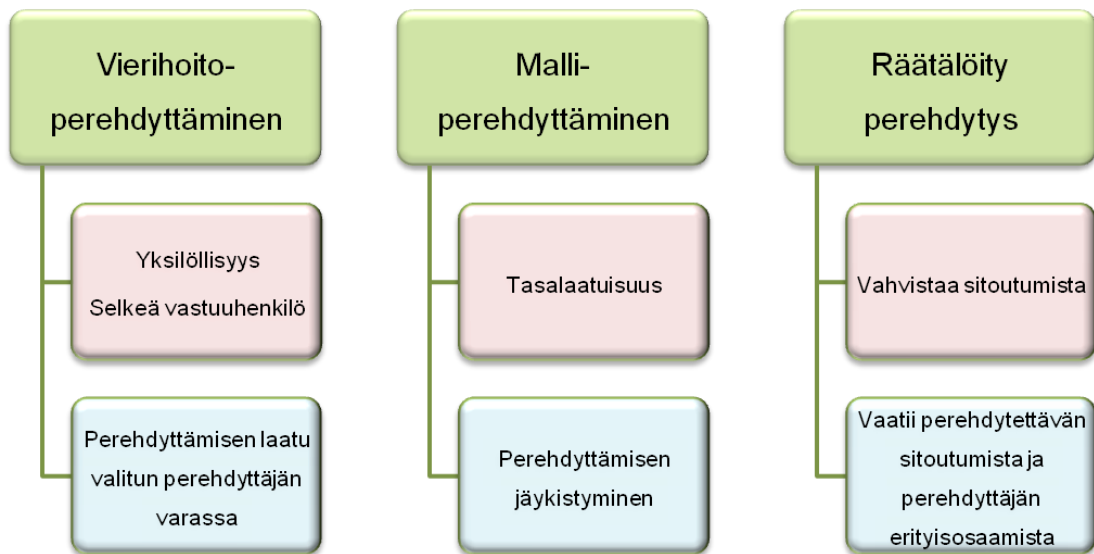 Vierihoito-
perehdyttäminen
Yksilöllisyys
Selkeä vastuuhenkilö
Perehdyttämisen laatu
valitun perehdyttäjän
varassa
Malli-
perehdyttäminen
Tasalaatuisuus
Perehdyttämisen
jäykistyminen
Räätälöity
perehdytys
Vahvistaa sitoutumista
Vaatii perehdytettävän
sitoutumista ja
perehdyttäjän
erityisosaamista